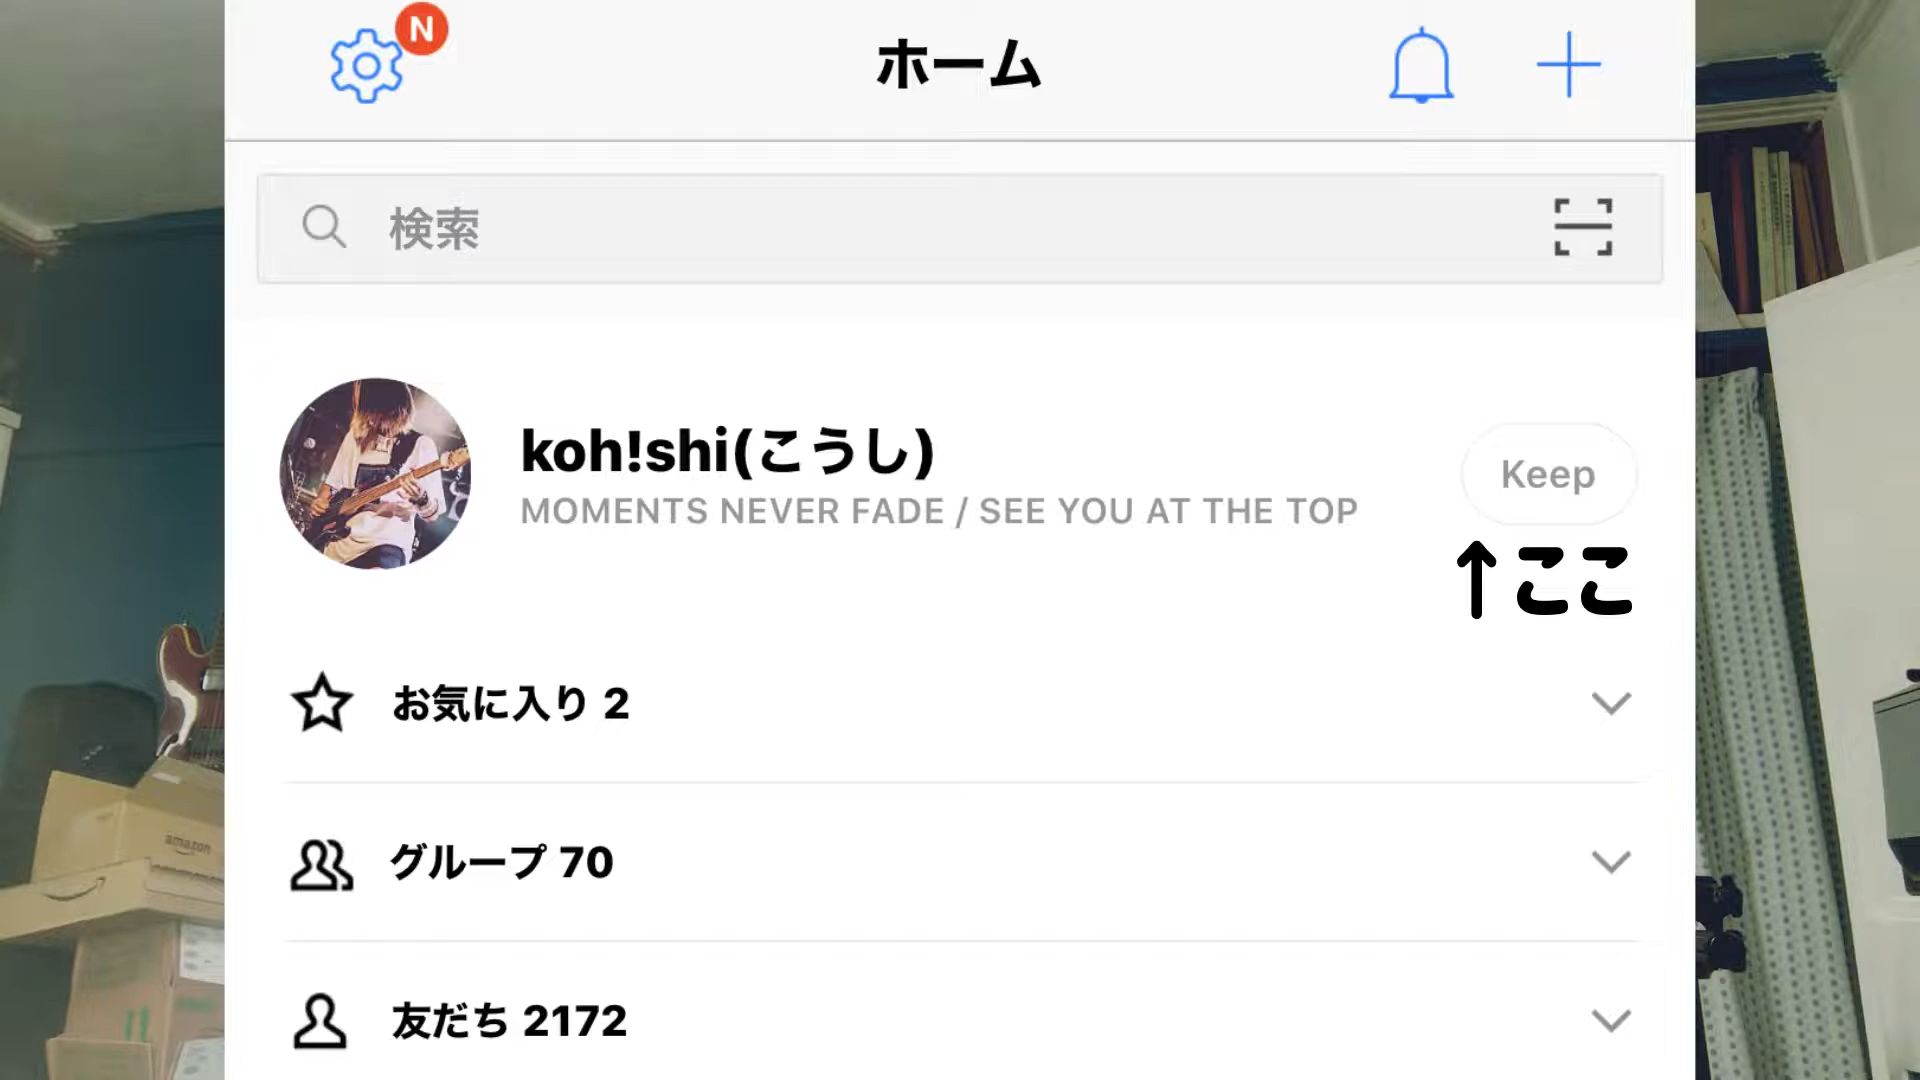 N
ホーム
検索
koh!shi(こうし)
MOMENTS NEVER FADE / SEE YOU AT THE TOP
Keep
↑ここ
お気に入り 2
グループ 70
友だち 2172
amazon